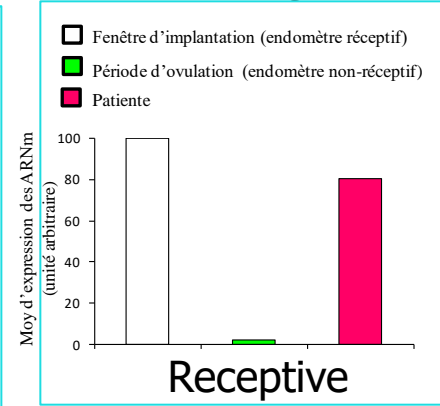 Fenêtre d'implantation (endomètre réceptif)
Période d'ovulation (endomètre non-réceptif)
Patiente
Moy d'expression des ARNm
(unité arbitraire)
100
80
60
40
20
0
Receptive